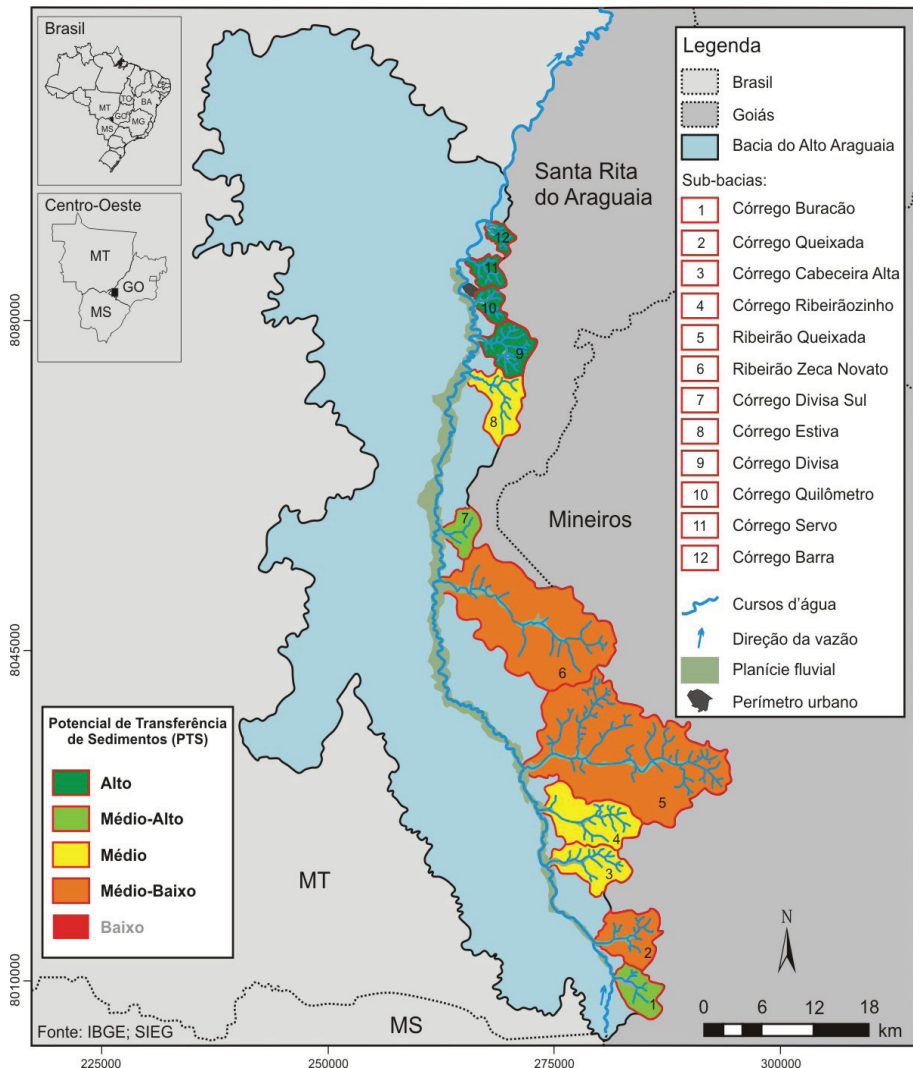 Brasil
MT
TO
BA
GO
MG
MS
Centro-Oeste
MT
GO
MS
Santa Rita
do Araguaia
12
11
10
9
8
7
Mineiros
6
5
4
3
2
1
MT
MS
Fonte: IBGE; SIEG
Legenda
Brasil
Goiás
Bacia do Alto Araguaia
Sub-bacias:
1 Córrego Buracão
2 Córrego Queixada
3 Córrego Cabeceira Alta
4 Córrego Ribeirãozinho
5 Ribeirão Queixada
6 Ribeirão Zeca Novato
7 Córrego Divisa Sul
8 Córrego Estiva
9 Córrego Divisa
10 Córrego Quilômetro
11 Córrego Servo
12 Córrego Barra
Cursos d'água
Direção da vazão
Planície fluvial
Perímetro urbano
Potencial de Transferência
de Sedimentos (PTS)
Alto
Médio-Alto
Médio
Médio-Baixo
Baixo
N
0 6 12 18
km
8080000
8045000
8010000
225000 250000 275000 300000